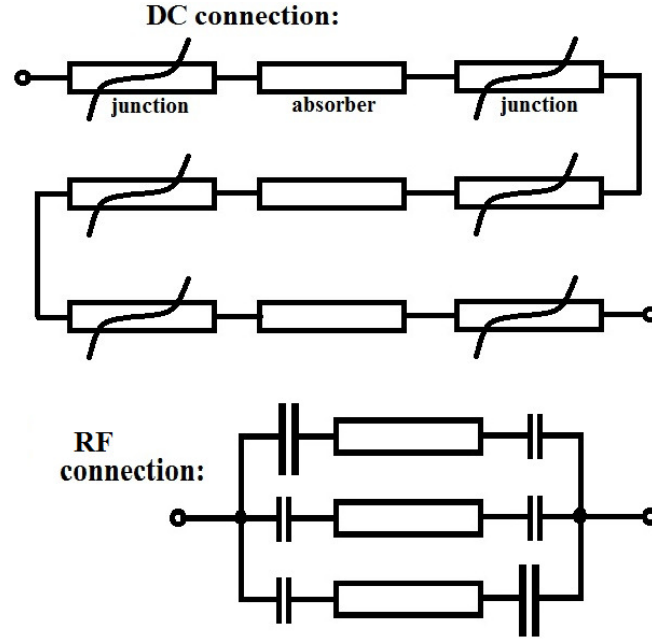 DC connection:
junction
absorber
junction
RF
connection: